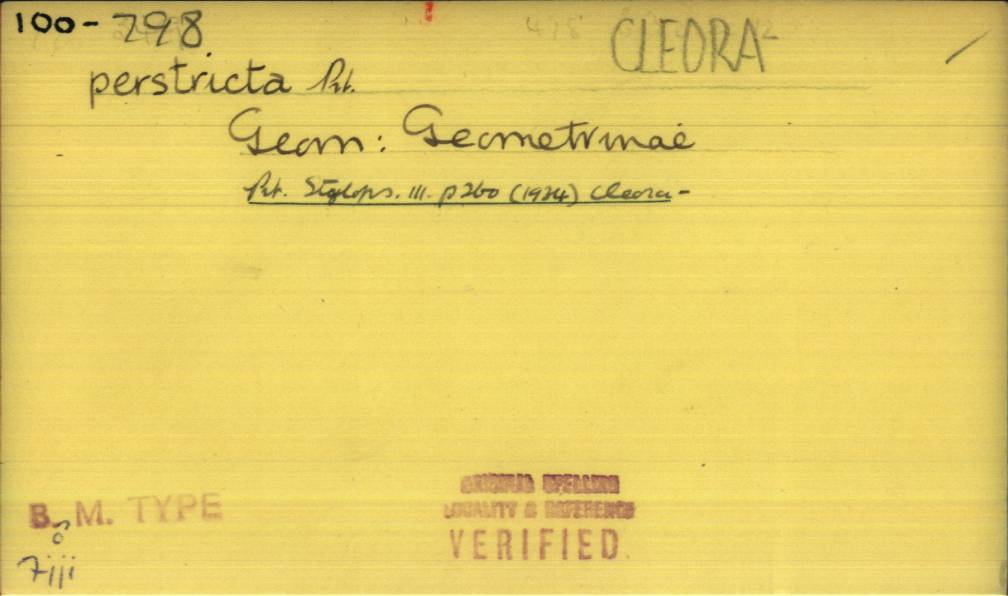 100-798
CLEORA
perstricta Prt.
Geom: Geometrinae
Prt. Stylops. III. p260 (1934) Cleora-
B. M. TYPE
♂
Fiji
ORIGINAL SPELLING
LOCALITY & REFERENCE
VERIFIED